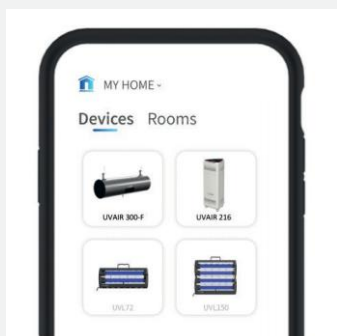 MY HOME
Devices Rooms
UVAIR 300-F UVAIR 216
UVL72 UVL150